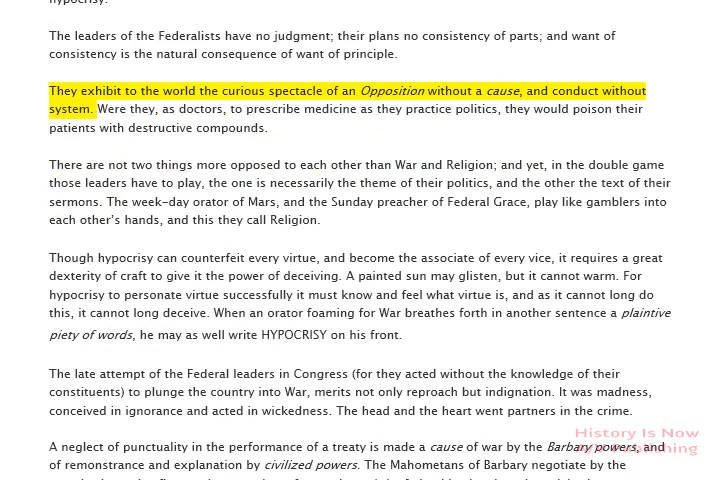 hypocrisy.
The leaders of the Federalists have no judgment; their plans no consistency of parts; and want of
consistency is the natural consequence of want of principle.
They exhibit to the world the curious spectacle of an Opposition without a cause, and conduct without
system. Were they, as doctors, to prescribe medicine as they practice politics, they would poison their
patients with destructive compounds.
There are not two things more opposed to each other than War and Religion; and yet, in the double game
those leaders have to play, the one is necessarily the theme of their politics, and the other the text of their
sermons. The week-day orator of Mars, and the Sunday preacher of Federal Grace, play like gamblers into
each other's hands, and this they call Religion.
Though hypocrisy can counterfeit every virtue, and become the associate of every vice, it requires a great
dexterity of craft to give it the power of deceiving. A painted sun may glisten, but it cannot warm. For
hypocrisy to personate virtue successfully it must know and feel what virtue is, and as it cannot long do
this, it cannot long deceive. When an orator foaming for War breathes forth in another sentence a plaintive
piety of words, he may as well write HYPOCRISY on his front.
The late attempt of the Federal leaders in Congress (for they acted without the knowledge of their
constituents) to plunge the country into War, merits not only reproach but indignation. It was madness,
conceived in ignorance and acted in wickedness. The head and the heart went partners in the crime.
A neglect of punctuality in the performance of a treaty is made a cause of war by the Barbary powers, and
of remonstrance and explanation by civilized powers. The Mahometans of Barbary negotiate by the
History Is Now
Publishing